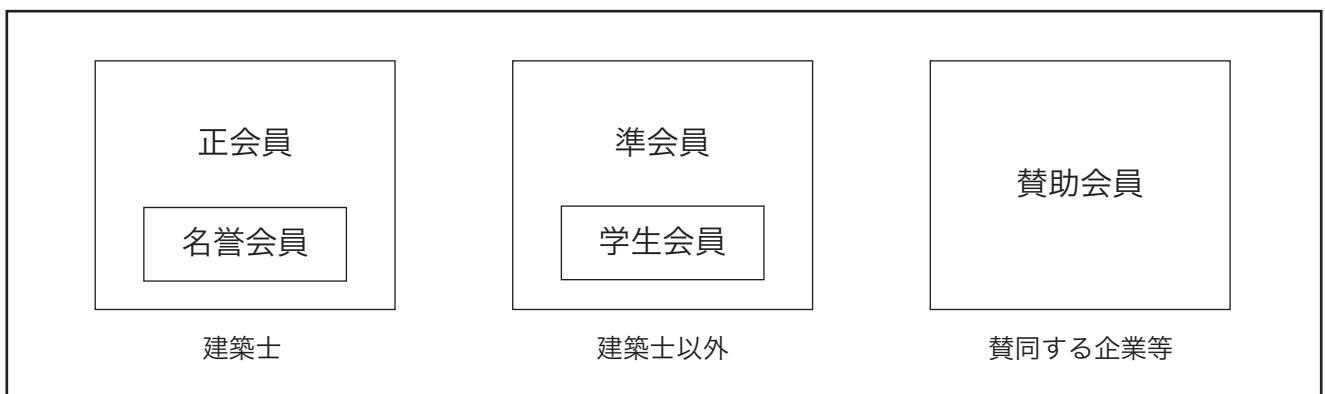 正会員
名誉会員
建築士
準会員
学生会員
建築士以外
賛助会員
賛同する企業等